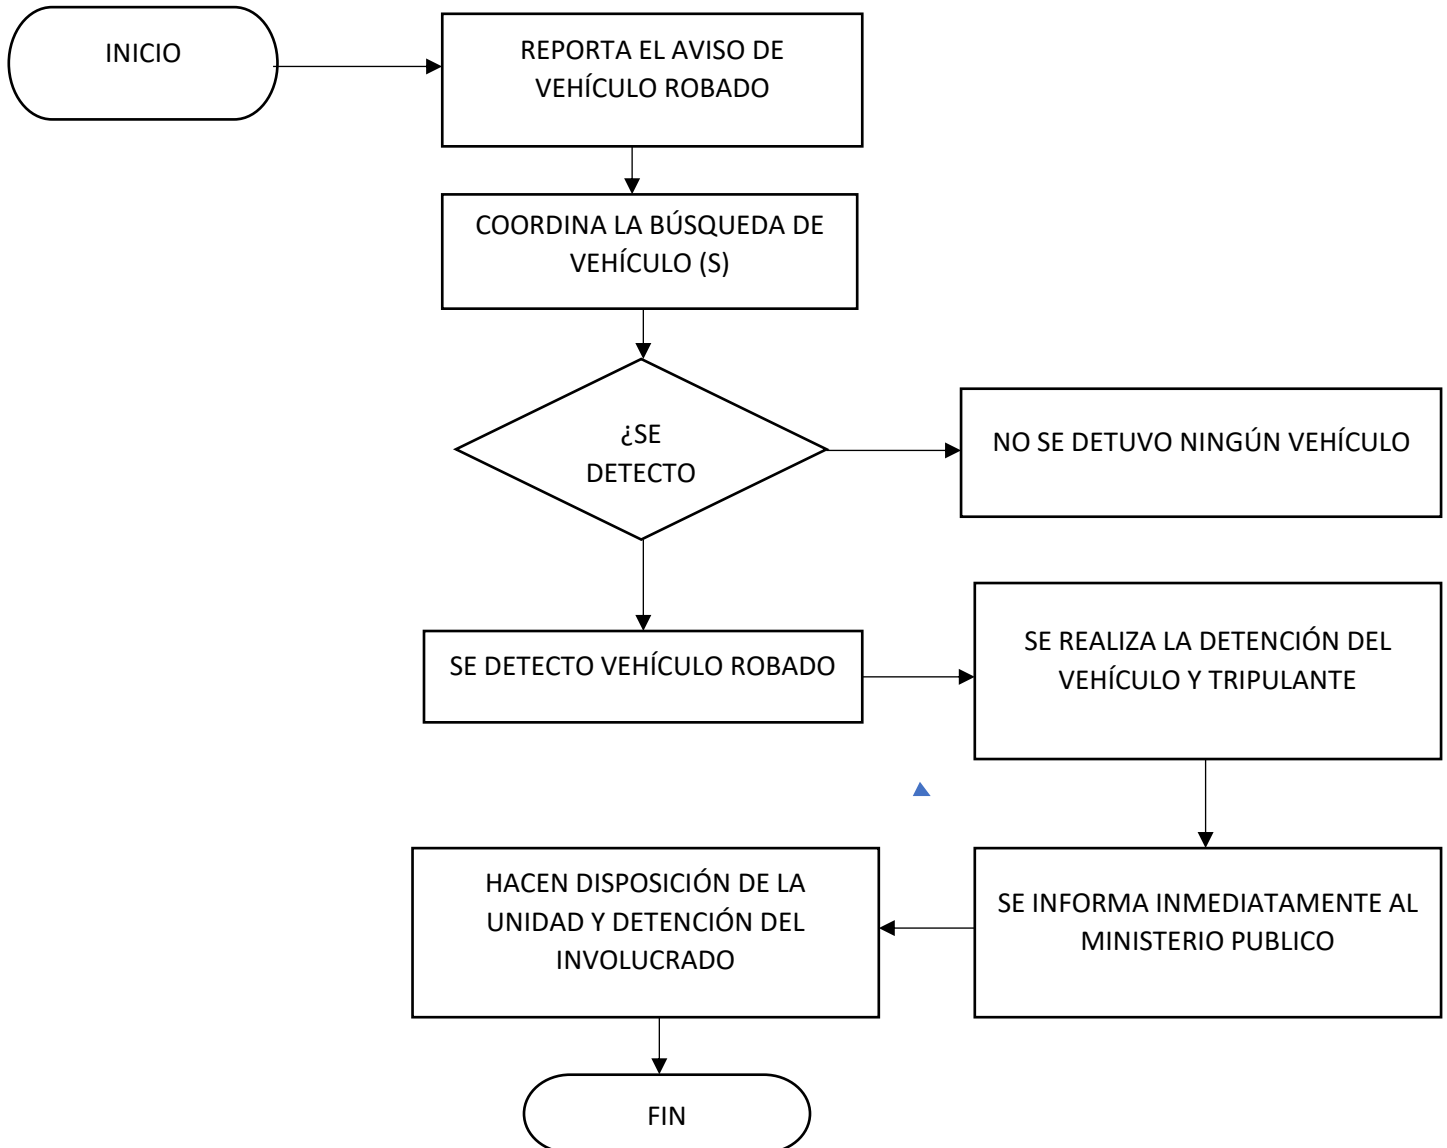 INICIO
REPORTA EL AVISO DE
VEHÍCULO ROBADO
COORDINA LA BÚSQUEDA DE
VEHÍCULO (S)
¿SE
DETECTO
NO SE DETUVO NINGÚN VEHÍCULO
SE DETECTO VEHÍCULO ROBADO
SE REALIZA LA DETENCIÓN DEL
VEHÍCULO Y TRIPULANTE
SE INFORMA INMEDIATAMENTE AL
MINISTERIO PUBLICO
HACEN DISPOSICIÓN DE LA
UNIDAD Y DETENCIÓN DEL
INVOLUCRADO
FIN